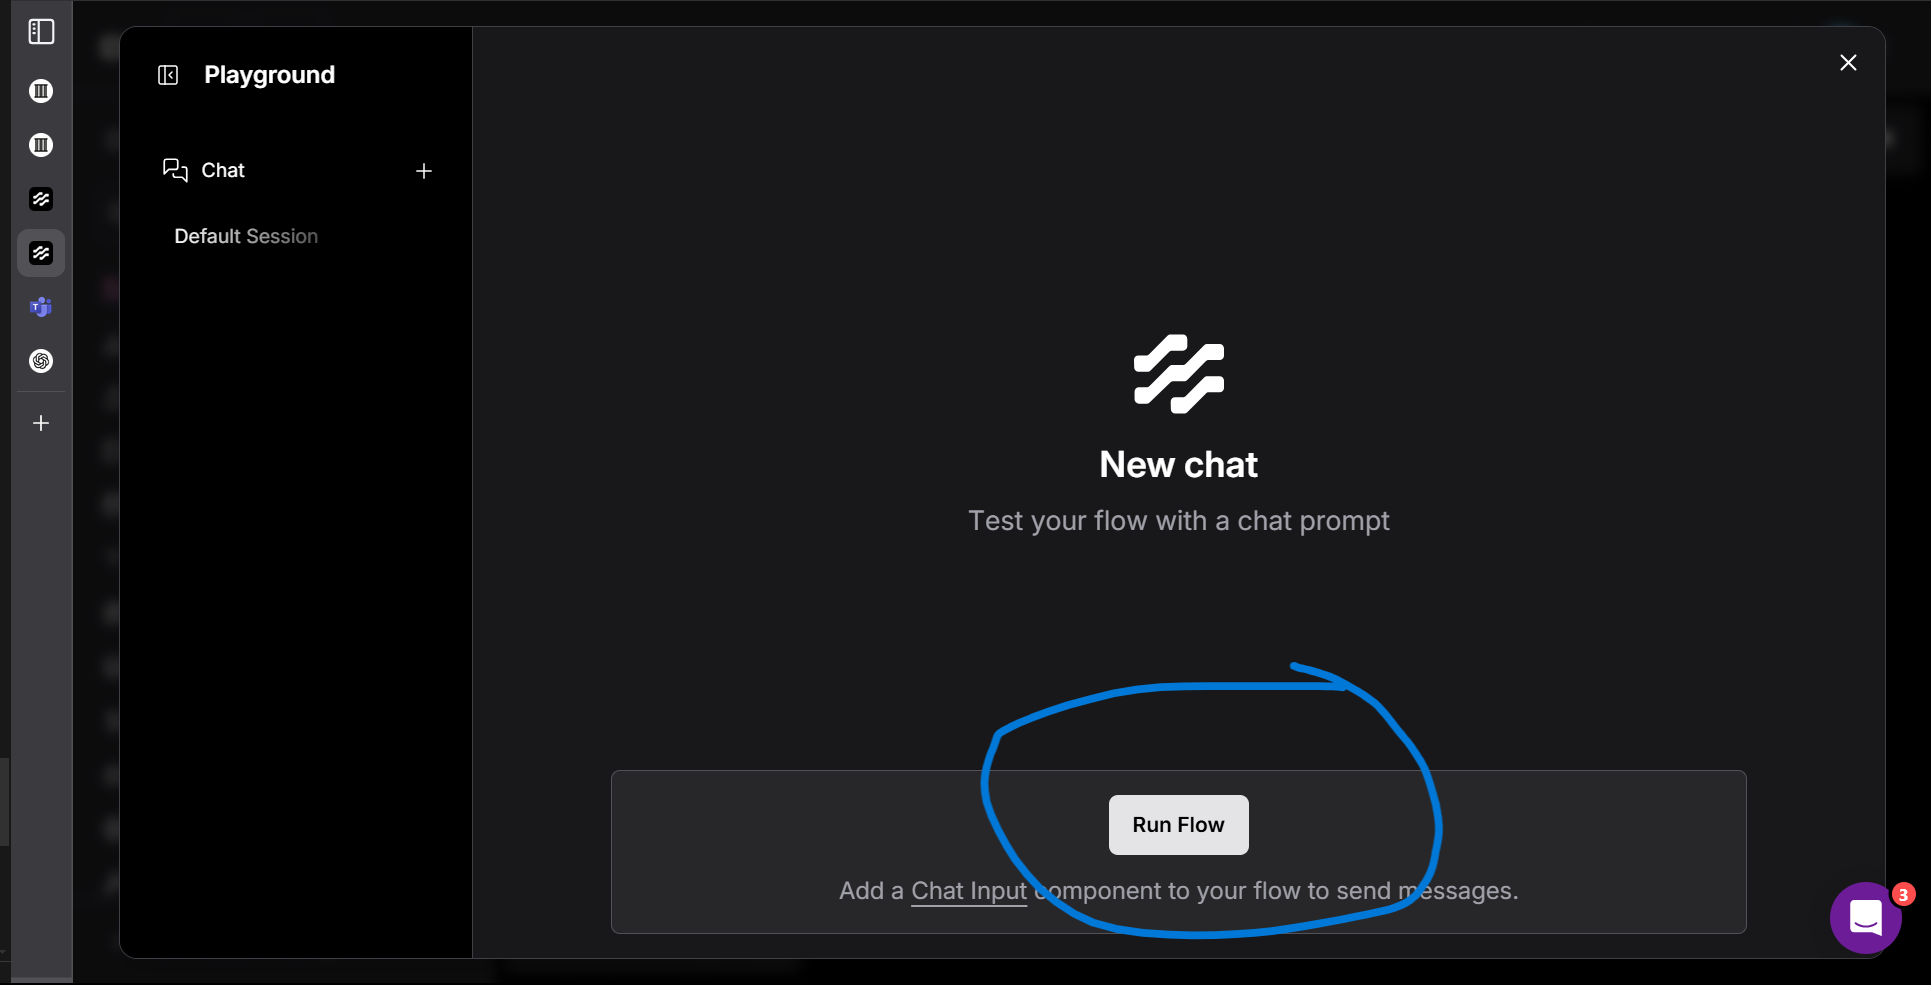 Playground
Chat
Default Session
New chat
Test your flow with a chat prompt
Run Flow
Add a Chat Input component to your flow to send messages.
3